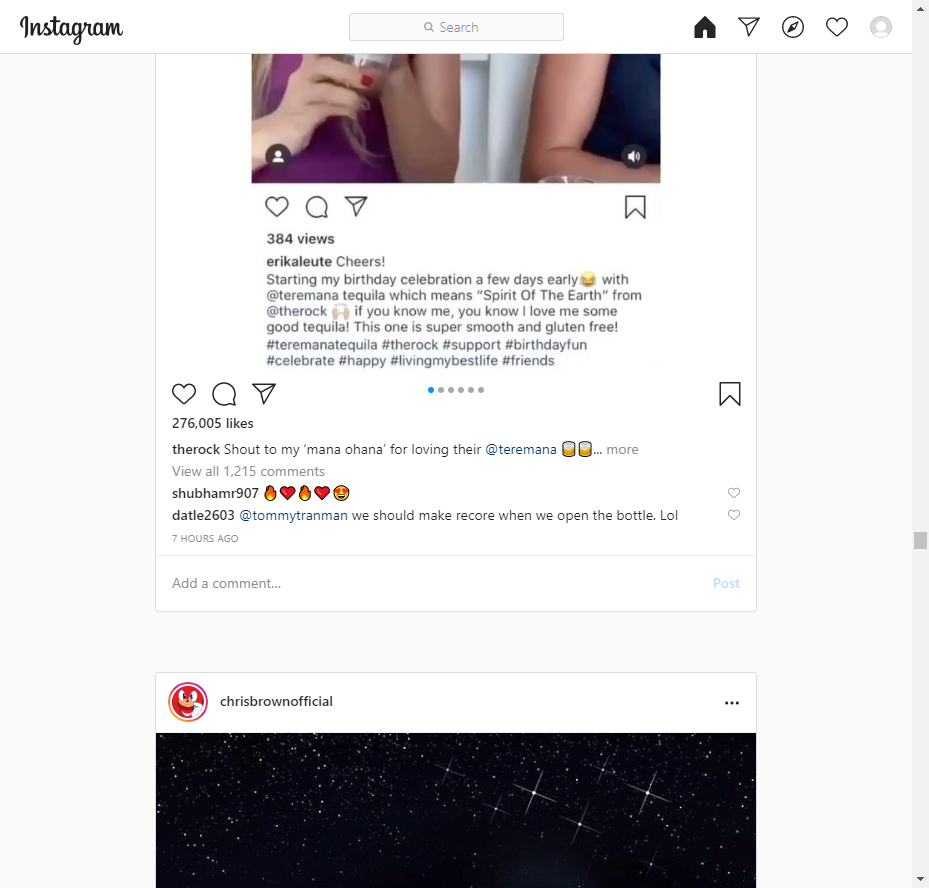 Instagram
Search
384 views
erikaleute Cheers!
Starting my birthday celebration a few days early😂 with
@teremana tequila which means “Spirit Of The Earth” from
@therock 🙌🏻 if you know me, you know I love me some
good tequila! This one is super smooth and gluten free!
#teremanatequila #therock #support #birthdayfun
#celebrate #happy #livingmybestlife #friends
276,005 likes
therock Shout to my ‘mana ohana’ for loving their @teremana 🥃🥃... more
View all 1,215 comments
shubhamr907 🔥❤️🔥❤️😍
datle2603 @tommytranman we should make recore when we open the bottle. Lol
7 HOURS AGO
Add a comment... Post
chrisbrownofficial